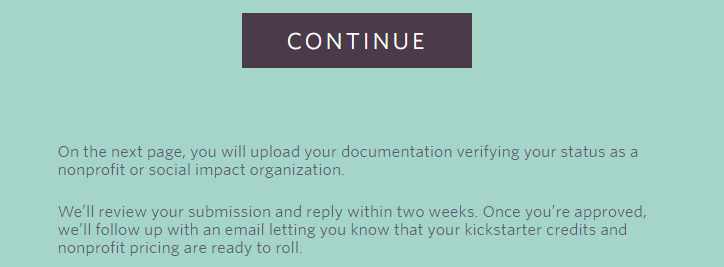 CONTINUE
On the next page, you will upload your documentation verifying your status as a
nonprofit or social impact organization.
We’ll review your submission and reply within two weeks. Once you’re approved,
we’ll follow up with an email letting you know that your kickstarter credits and
nonprofit pricing are ready to roll.